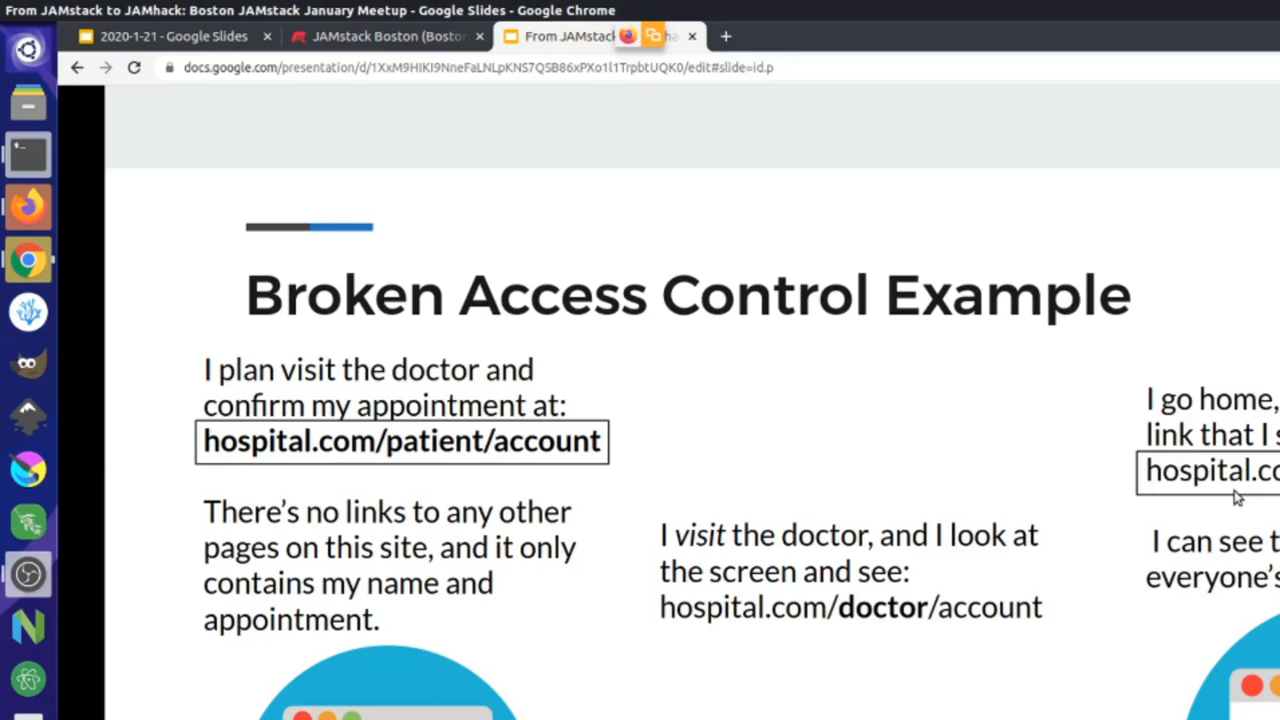 From JAMstack to JAMhack: Boston JAMstack January Meetup - Google Slides - Google Chrome
2020-1-21 - Google Slides
JAMstack Boston (Bosto
From JAMstack
docs.google.com/presentation/d/1XxM9HIKI9NneFaLNLpKNS7QSB86xPXo1l1TrpbtUQK0/edit#slide=id.p
Broken Access Control Example
I plan visit the doctor and
confirm my appointment at:
hospital.com/patient/account
There's no links to any other
pages on this site, and it only
contains my name and
appointment.
I visit the doctor, and I look at
the screen and see:
hospital.com/doctor/account
I go home,
link that I s
hospital.co
I can see t
everyone's